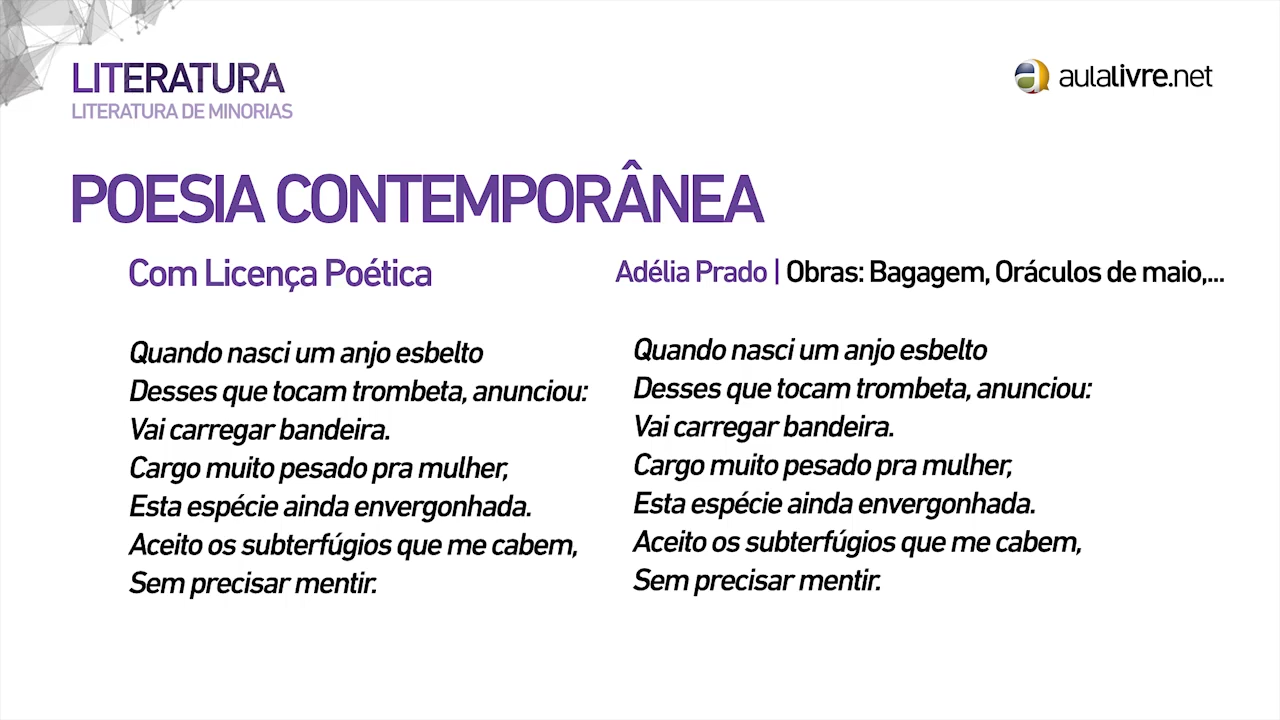 LITERATURA
LITERATURA DE MINORIAS
aulalivre.net
POESIA CONTEMPORÂNEA
Com Licença Poética
Adélia Prado | Obras: Bagagem, Oráculos de maio,...
Quando nasci um anjo esbelto
Desses que tocam trombeta, anunciou:
Vai carregar bandeira.
Cargo muito pesado pra mulher,
Esta espécie ainda envergonhada.
Aceito os subterfúgios que me cabem,
Sem precisar mentir.
Quando nasci um anjo esbelto
Desses que tocam trombeta, anunciou:
Vai carregar bandeira.
Cargo muito pesado pra mulher,
Esta espécie ainda envergonhada.
Aceito os subterfúgios que me cabem,
Sem precisar mentir.